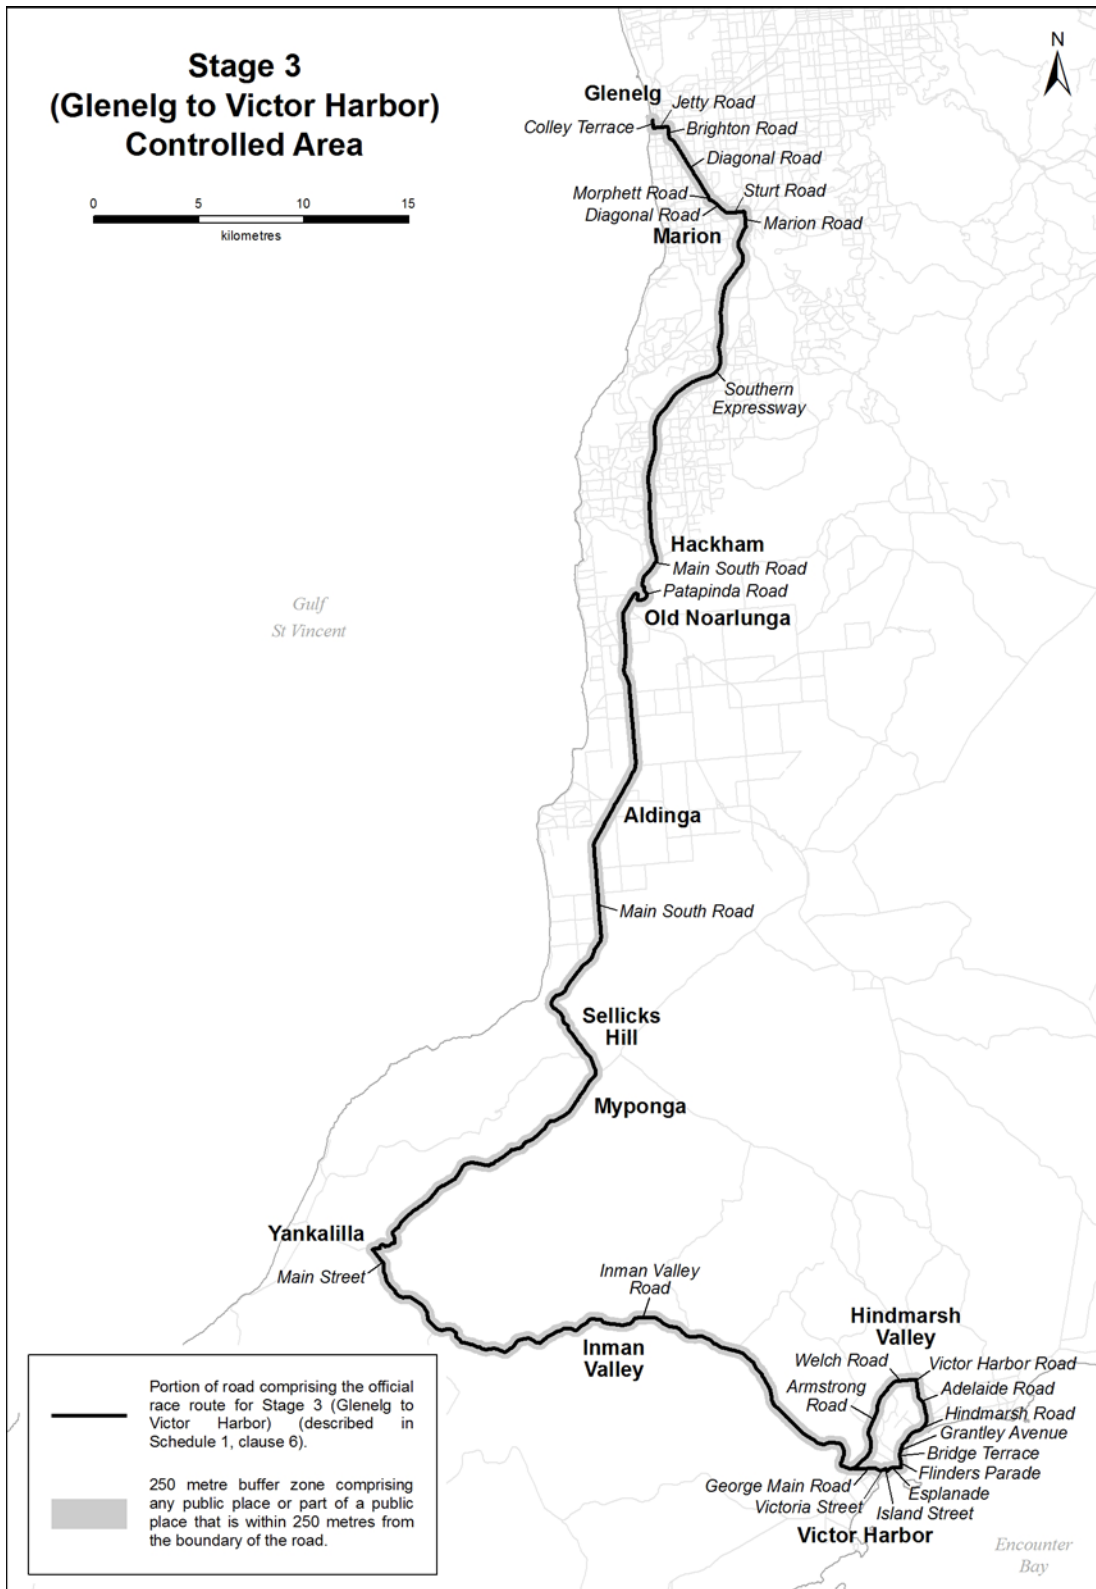 Stage 3
(Glenelg to Victor Harbor)
Controlled Area
0 5 10 15
kilometres
N
Glenelg
Jetty Road
Colley Terrace
Brighton Road
Diagonal Road
Morphett Road
Sturt Road
Diagonal Road
Marion Road
Marion
Southern
Expressway
Hackham
Main South Road
Patapinda Road
Old Noarlunga
Gulf
St Vincent
Aldinga
Main South Road
Sellicks
Hill
Myponga
Yankalilla
Main Street
Inman Valley
Road
Inman
Valley
Hindmarsh
Valley
Welch Road
Victor Harbor Road
Armstrong
Road
Adelaide Road
Hindmarsh Road
Grantley Avenue
Bridge Terrace
Flinders Parade
George Main Road
Esplanade
Victoria Street
Island Street
Victor Harbor
Encounter
Bay
Portion of road comprising the official
race route for Stage 3 (Glenelg to
Victor Harbor) (described in
Schedule 1, clause 6).
250 metre buffer zone comprising
any public place or part of a public
place that is within 250 metres from
the boundary of the road.